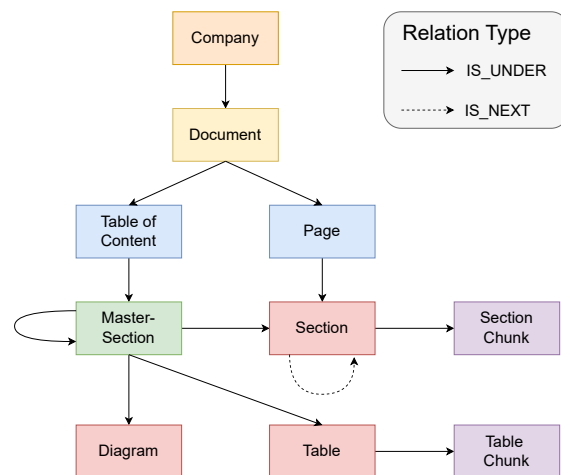 Company
Relation Type
IS_UNDER
IS_NEXT
Document
Table of
Content
Page
Master-
Section
Section
Section
Chunk
Diagram
Table
Table
Chunk